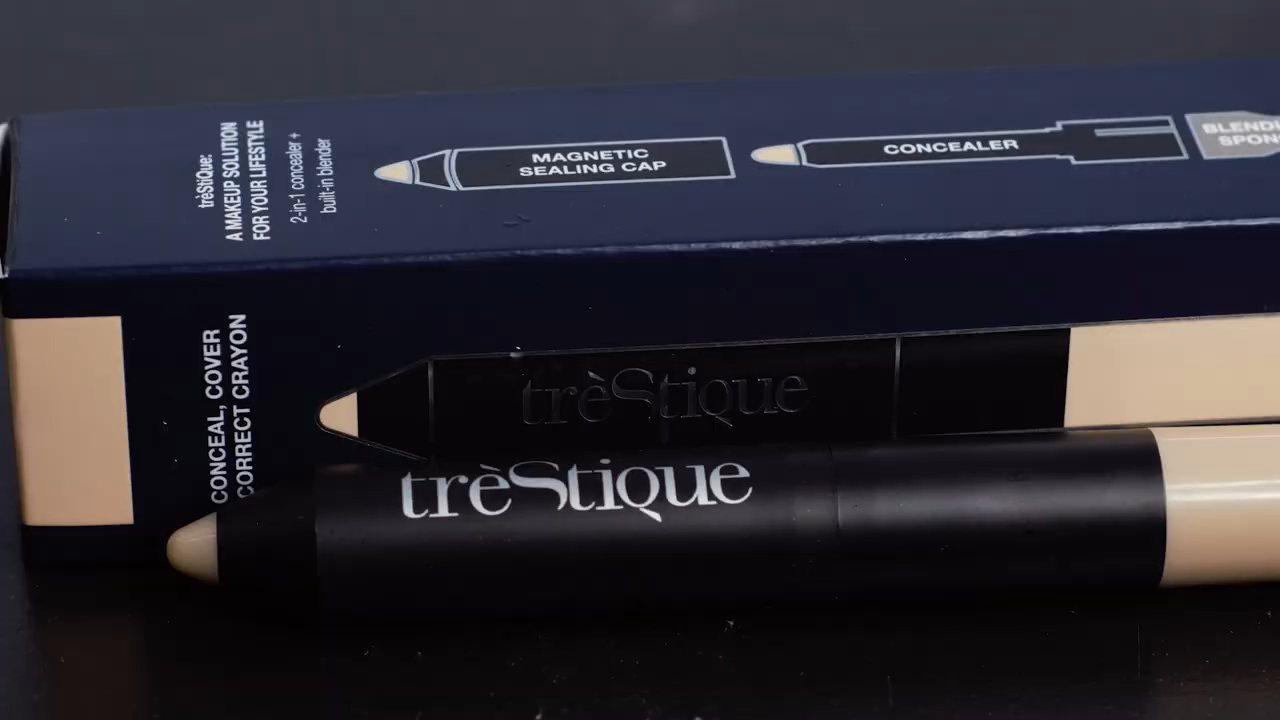 trèStiQue:
A MAKEUP SOLUTION
FOR YOUR LIFESTYLE
2-in-1 concealer +
built-in blender
MAGNETIC
SEALING CAP
CONCEALER
CONCEAL, COVER
CORRECT CRAYON
trèStique®
trèStique